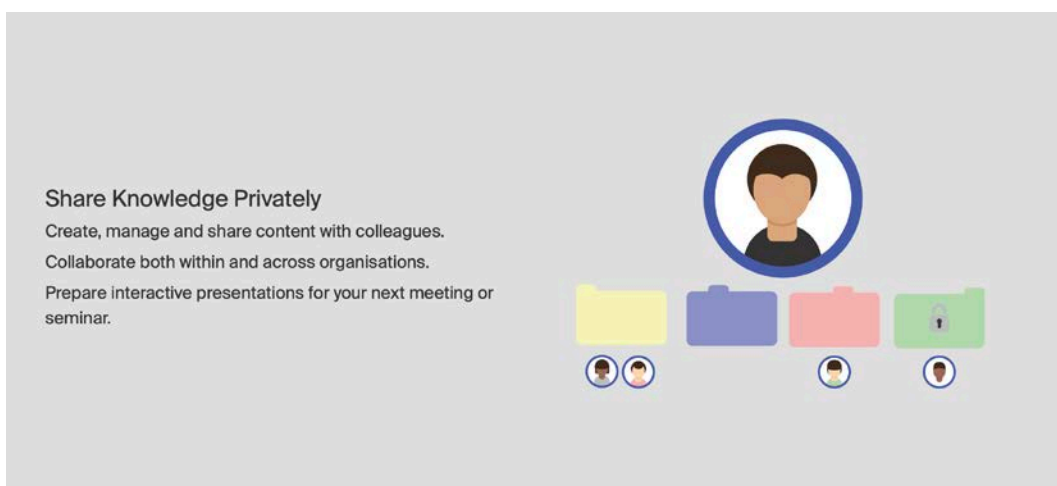 Share Knowledge Privately
Create, manage and share content with colleagues.
Collaborate both within and across organisations.
Prepare interactive presentations for your next meeting or
seminar.